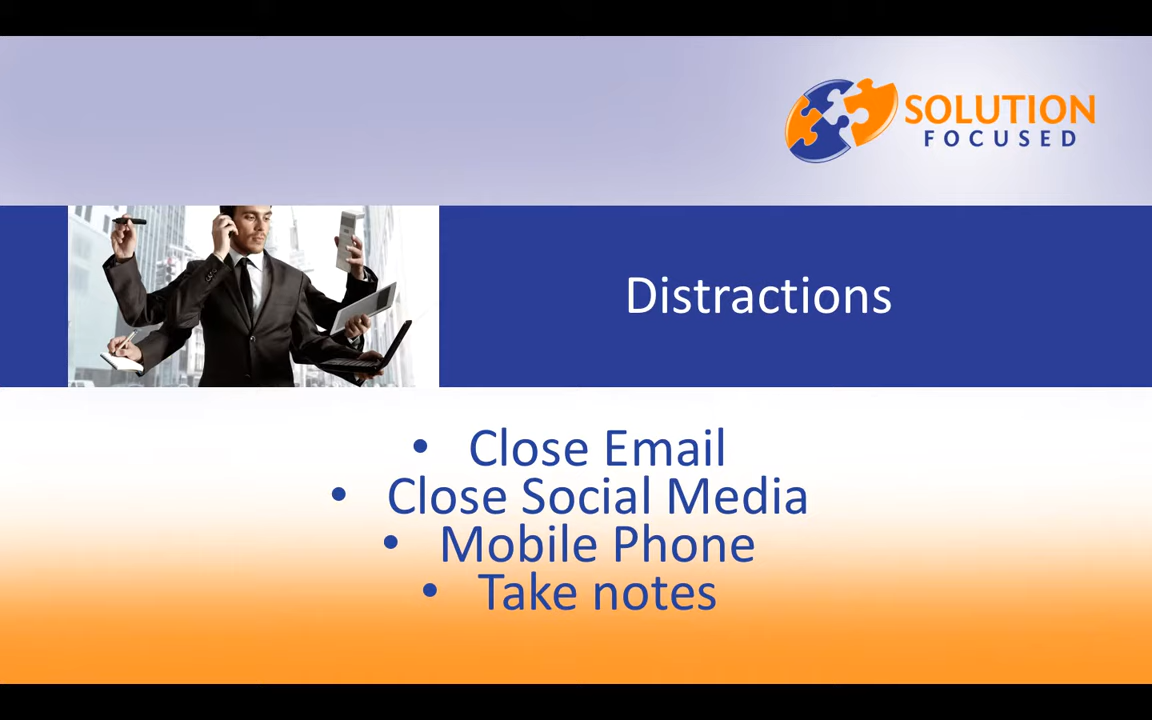 SOLUTION
FOCUSED
Distractions
• Close Email
• Close Social Media
• Mobile Phone
• Take notes